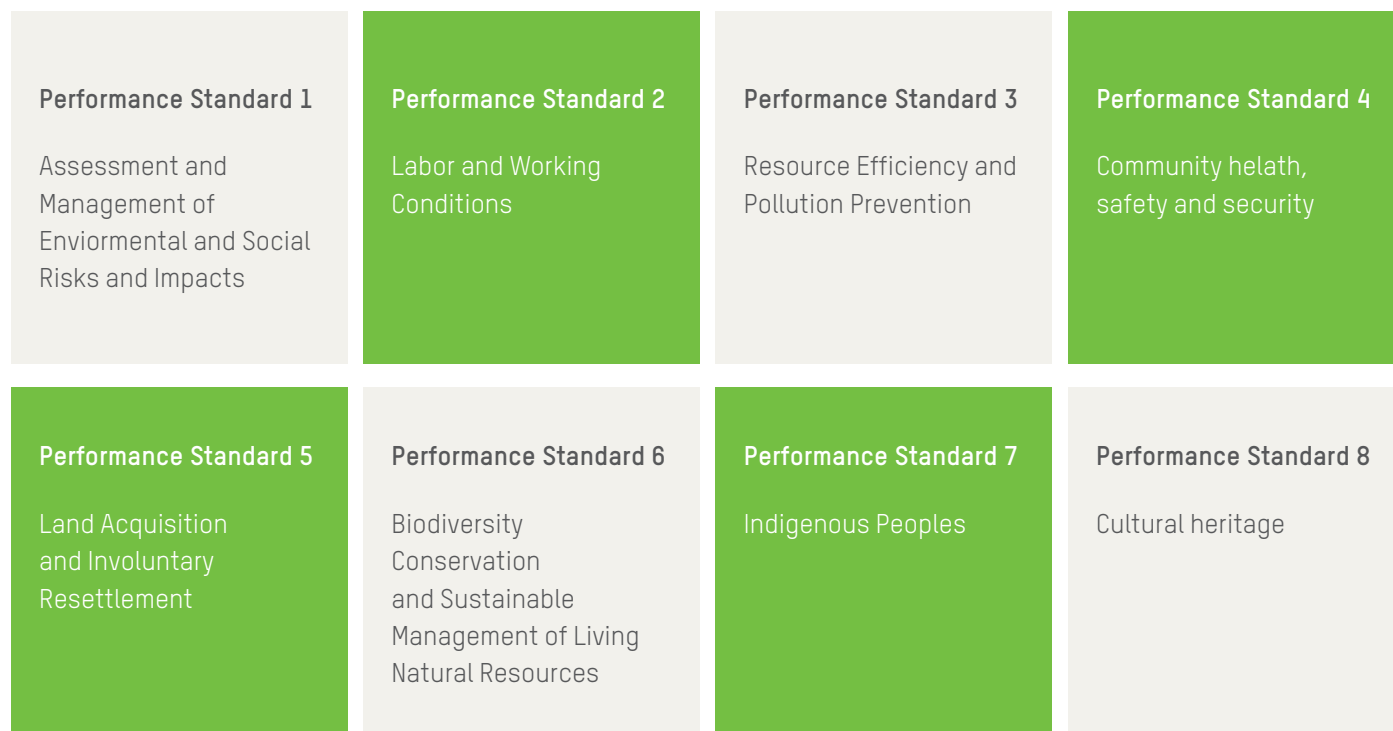 Performance Standard 1
Assessment and
Management of
Enviormental and Social
Risks and Impacts
Performance Standard 2
Labor and Working
Conditions
Performance Standard 3
Resource Efficiency and
Pollution Prevention
Performance Standard 4
Community helath,
safety and security
Performance Standard 5
Land Acquisition
and Involuntary
Resettlement
Performance Standard 6
Biodiversity
Conservation
and Sustainable
Management of Living
Natural Resources
Performance Standard 7
Indigenous Peoples
Performance Standard 8
Cultural heritage